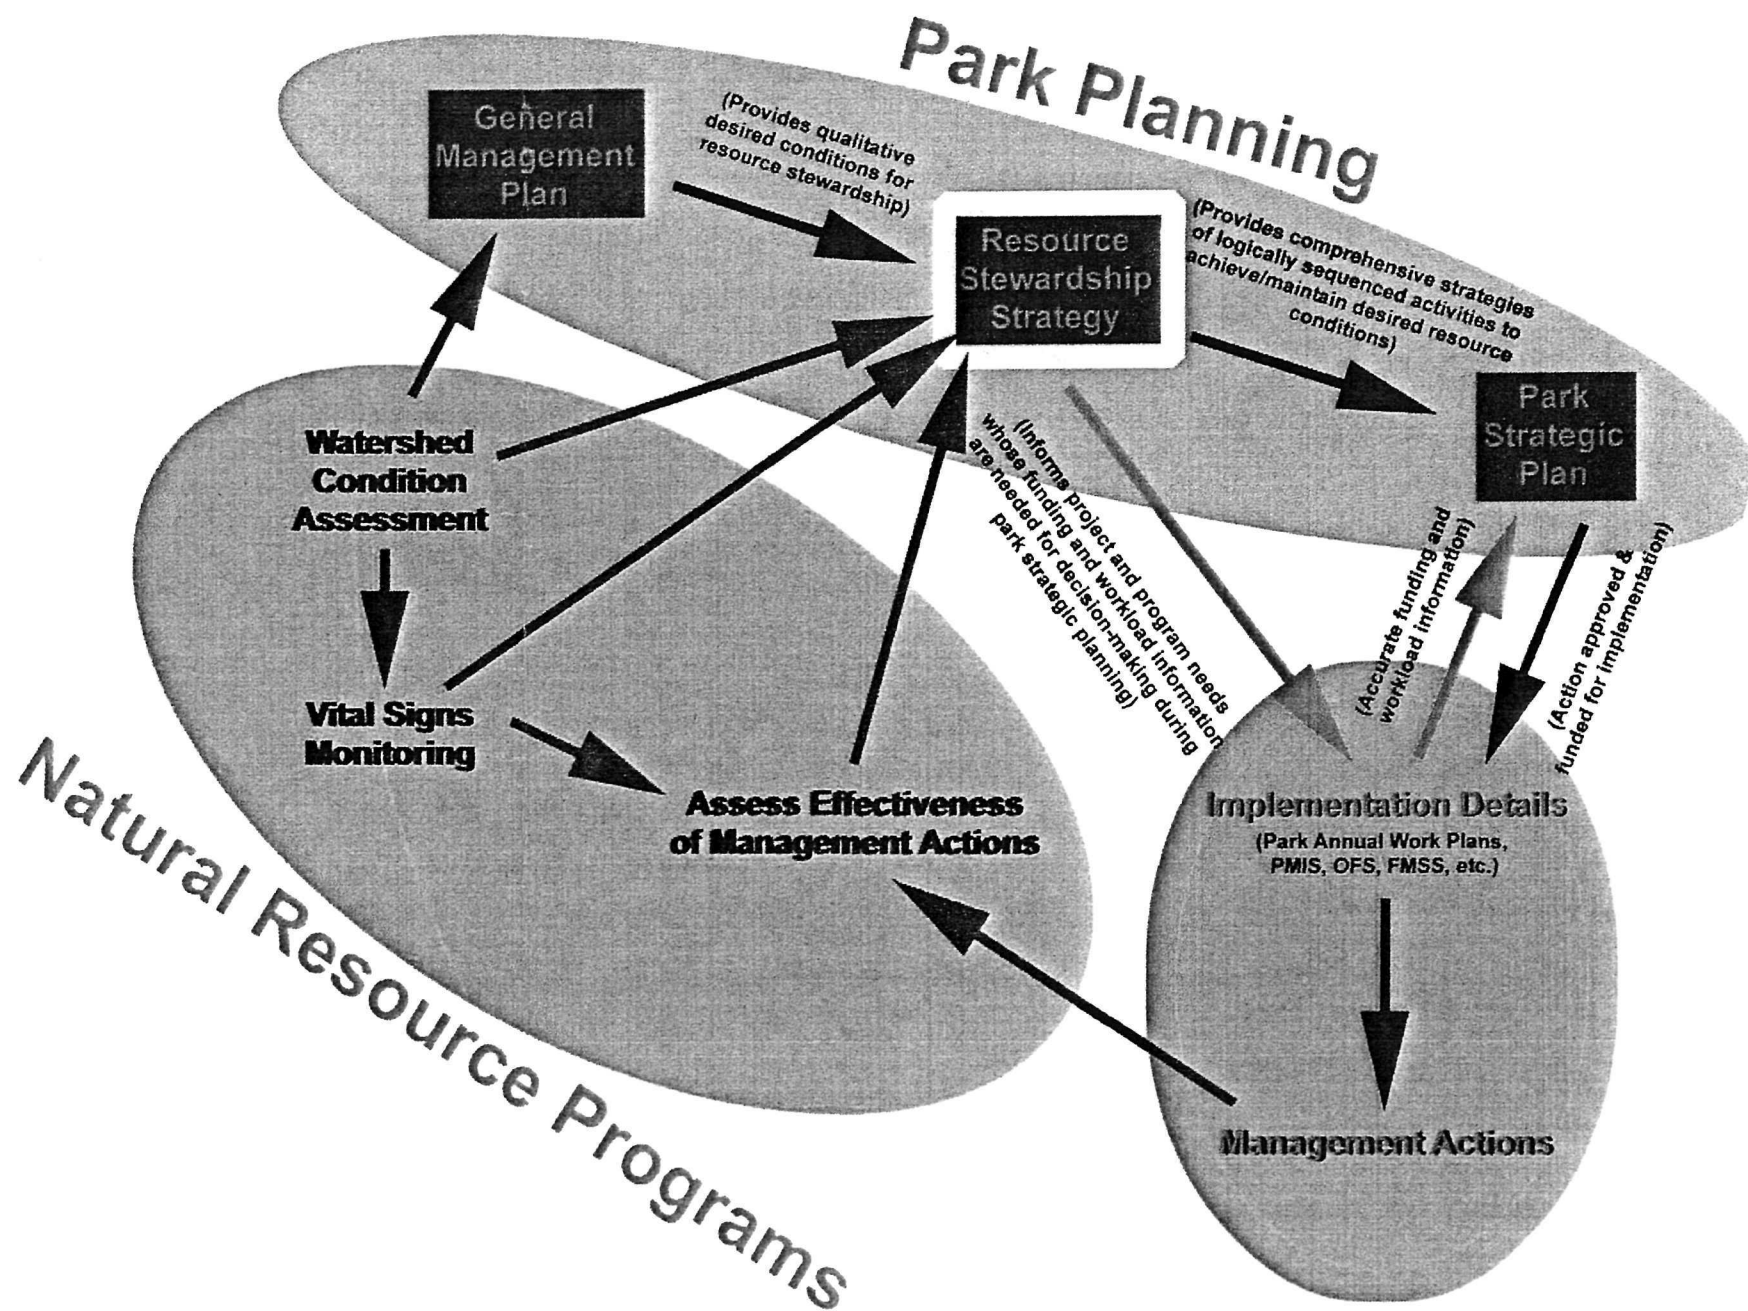 Park Planning
General
Management
Plan
(Provides qualitative
desired conditions for
resource stewardship)
Resource
Stewardship
Strategy
(Provides comprehensive strategies
of logically sequenced activities to
achieve/maintain desired resource
conditions)
Park
Strategic
Plan
Watershed
Condition
Assessment
(Informs project and program needs
whose funding and workload information
are needed for decision-making during
park strategic planning)
(Accurate funding and
workload information)
(Action approved &
funded for implementation)
Vital Signs
Monitoring
Assess Effectiveness
of Management Actions
Implementation Details
(Park Annual Work Plans,
PMIS, OFS, FMSS, etc.)
Management Actions
Natural Resource Programs